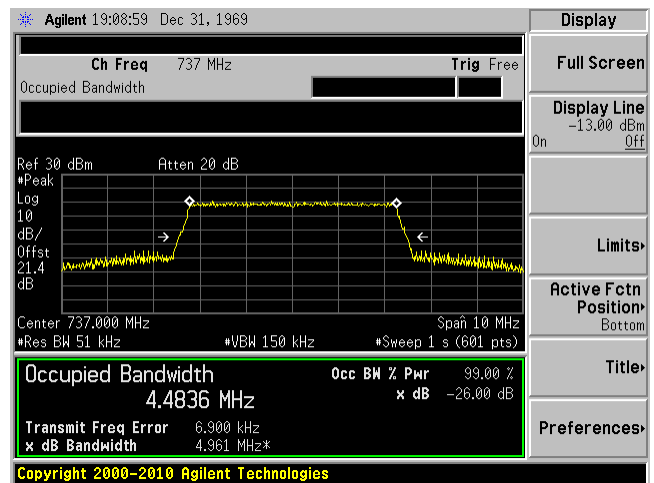 Agilent 19:08:59 Dec 31, 1969
Display
Ch Freq 737 MHz Trig Free
Occupied Bandwidth
Full Screen
Display Line
-13.00 dBm
On Off
Ref 30 dBm Atten 20 dB
#Peak
Log
10
dB/
Offst
21.4
dB
Center 737.000 MHz Span 10 MHz
#Res BW 51 kHz #VBW 150 kHz #Sweep 1 s (601 pts)
Limits
Active Fctn
Position
Bottom
Title
Preferences
Occupied Bandwidth
4.4836 MHz
Occ BW % Pwr 99.00 %
x dB -26.00 dB
Transmit Freq Error 6.900 kHz
x dB Bandwidth 4.961 MHz*
Copyright 2000-2010 Agilent Technologies